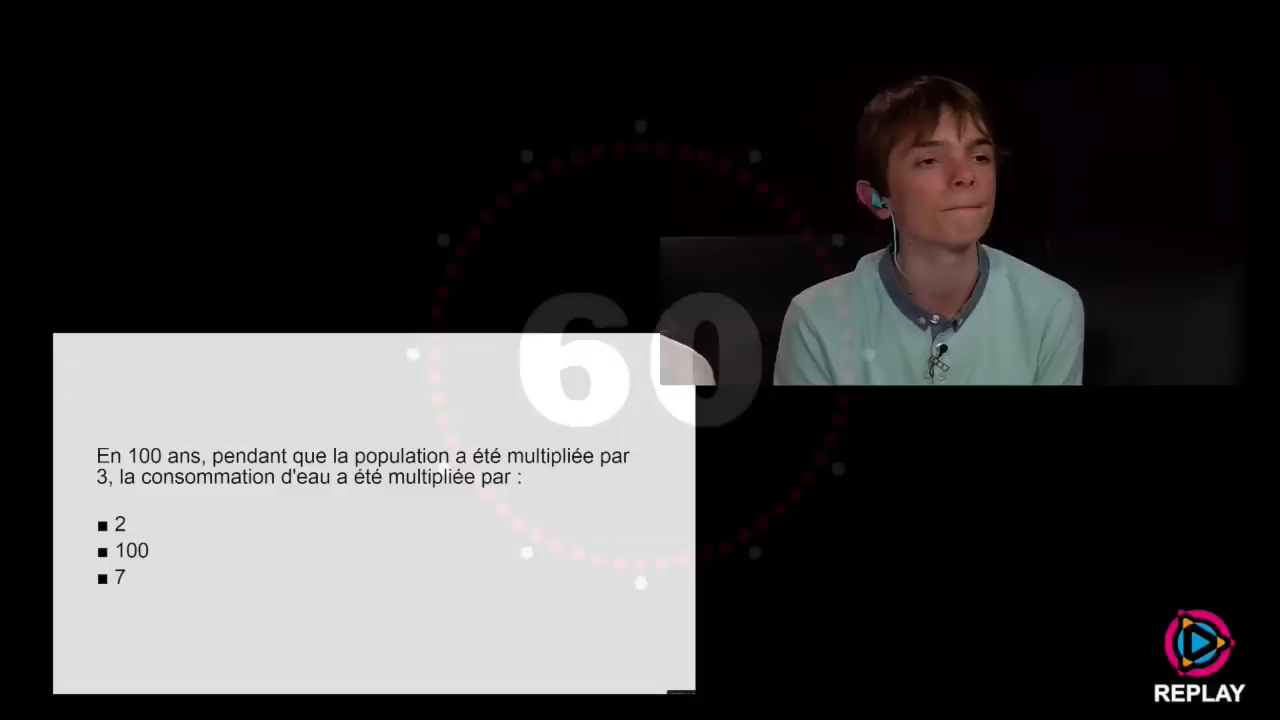 60
En 100 ans, pendant que la population a été multipliée par
3, la consommation d'eau a été multipliée par :
■ 2
■ 100
■ 7
REPLAY